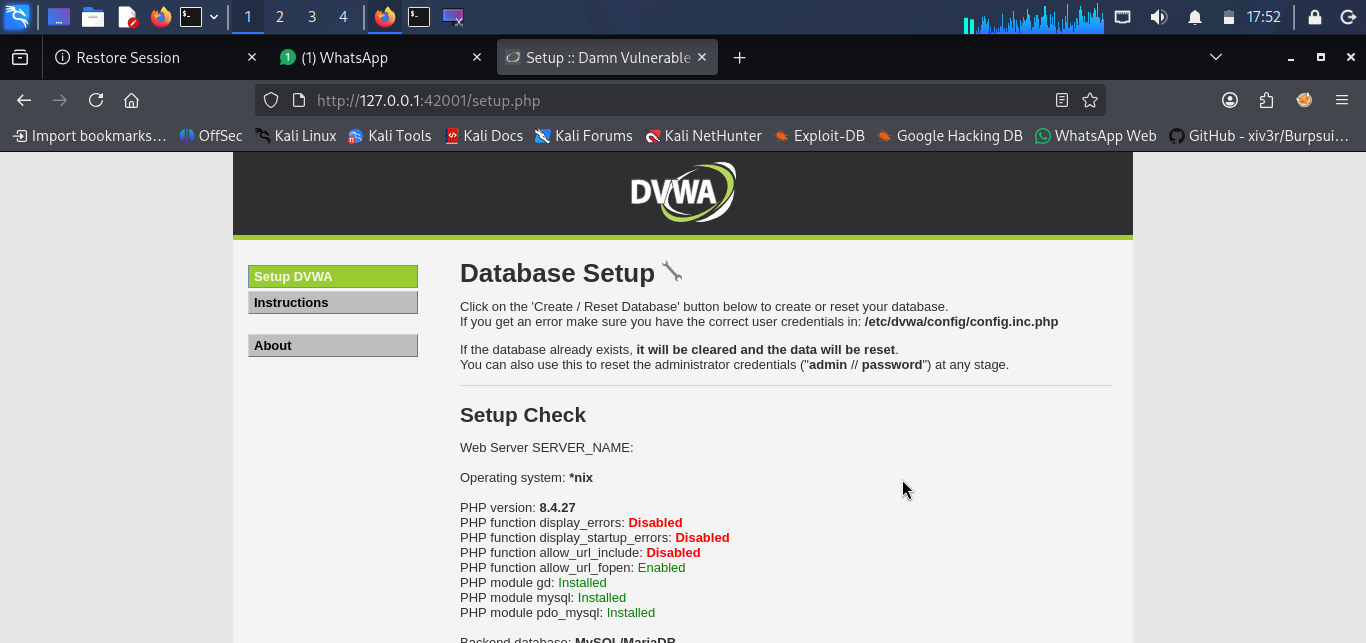 1
2
3
4
17:52
Restore Session
1
(1) WhatsApp
Setup :: Damn Vulnerable
http://127.0.0.1:42001/setup.php
Import bookmarks…
OffSec
Kali Linux
Kali Tools
Kali Docs
Kali Forums
Kali NetHunter
Exploit-DB
Google Hacking DB
WhatsApp Web
GitHub - xiv3r/Burpsui…
DVWA
Setup DVWA
Instructions
About
Database Setup
Click on the 'Create / Reset Database' button below to create or reset your database.
If you get an error make sure you have the correct user credentials in: /etc/dvwa/config/config.inc.php
If the database already exists, it will be cleared and the data will be reset.
You can also use this to reset the administrator credentials ("admin // password") at any stage.
Setup Check
Web Server SERVER_NAME:
Operating system: *nix
PHP version: 8.4.27
PHP function display_errors: Disabled
PHP function display_startup_errors: Disabled
PHP function allow_url_include: Disabled
PHP function allow_url_fopen: Enabled
PHP module gd: Installed
PHP module mysql: Installed
PHP module pdo_mysql: Installed
Backend database: MySQL/MariaDB